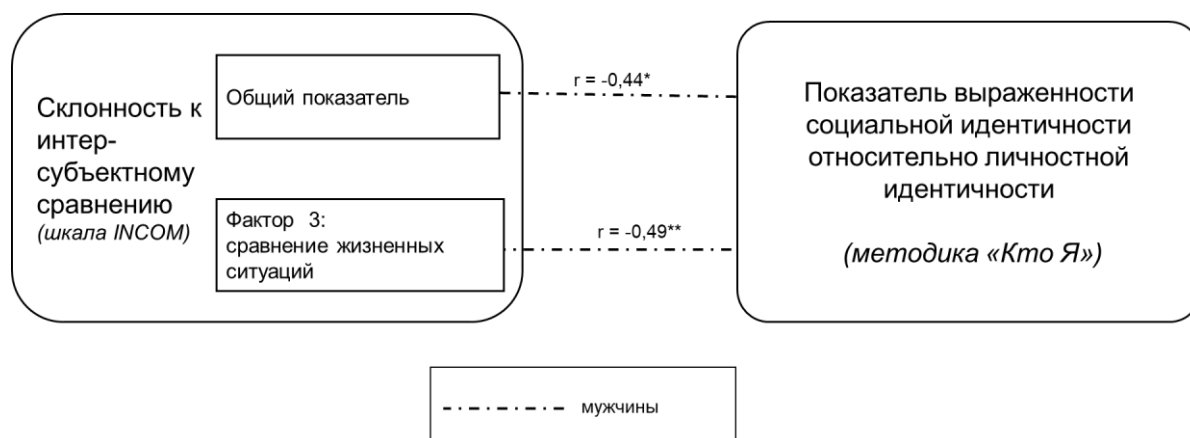 Склонность к
интер-
субъектному
сравнению
(шкала INCOM)
Общий показатель
Фактор 3:
сравнение жизненных
ситуаций
r = -0,44*
r = -0,49**
Показатель выраженности
социальной идентичности
относительно личностной
идентичности
(методика «Кто Я»)
мужчины